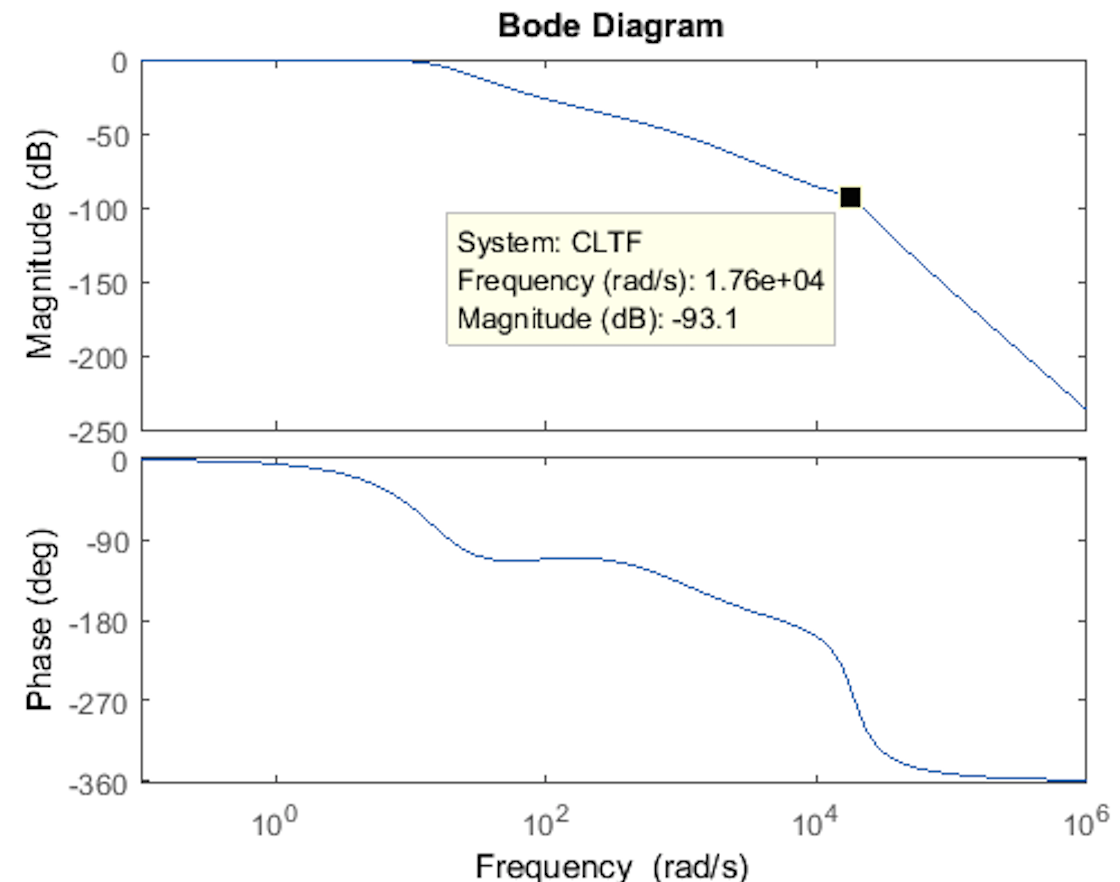 Bode Diagram
Magnitude (dB)
0
-50
-100
-150
-200
-250
System: CLTF
Frequency (rad/s): 1.76e+04
Magnitude (dB): -93.1
Phase (deg)
0
-90
-180
-270
-360
10^0
10^2
10^4
10^6
Frequency (rad/s)